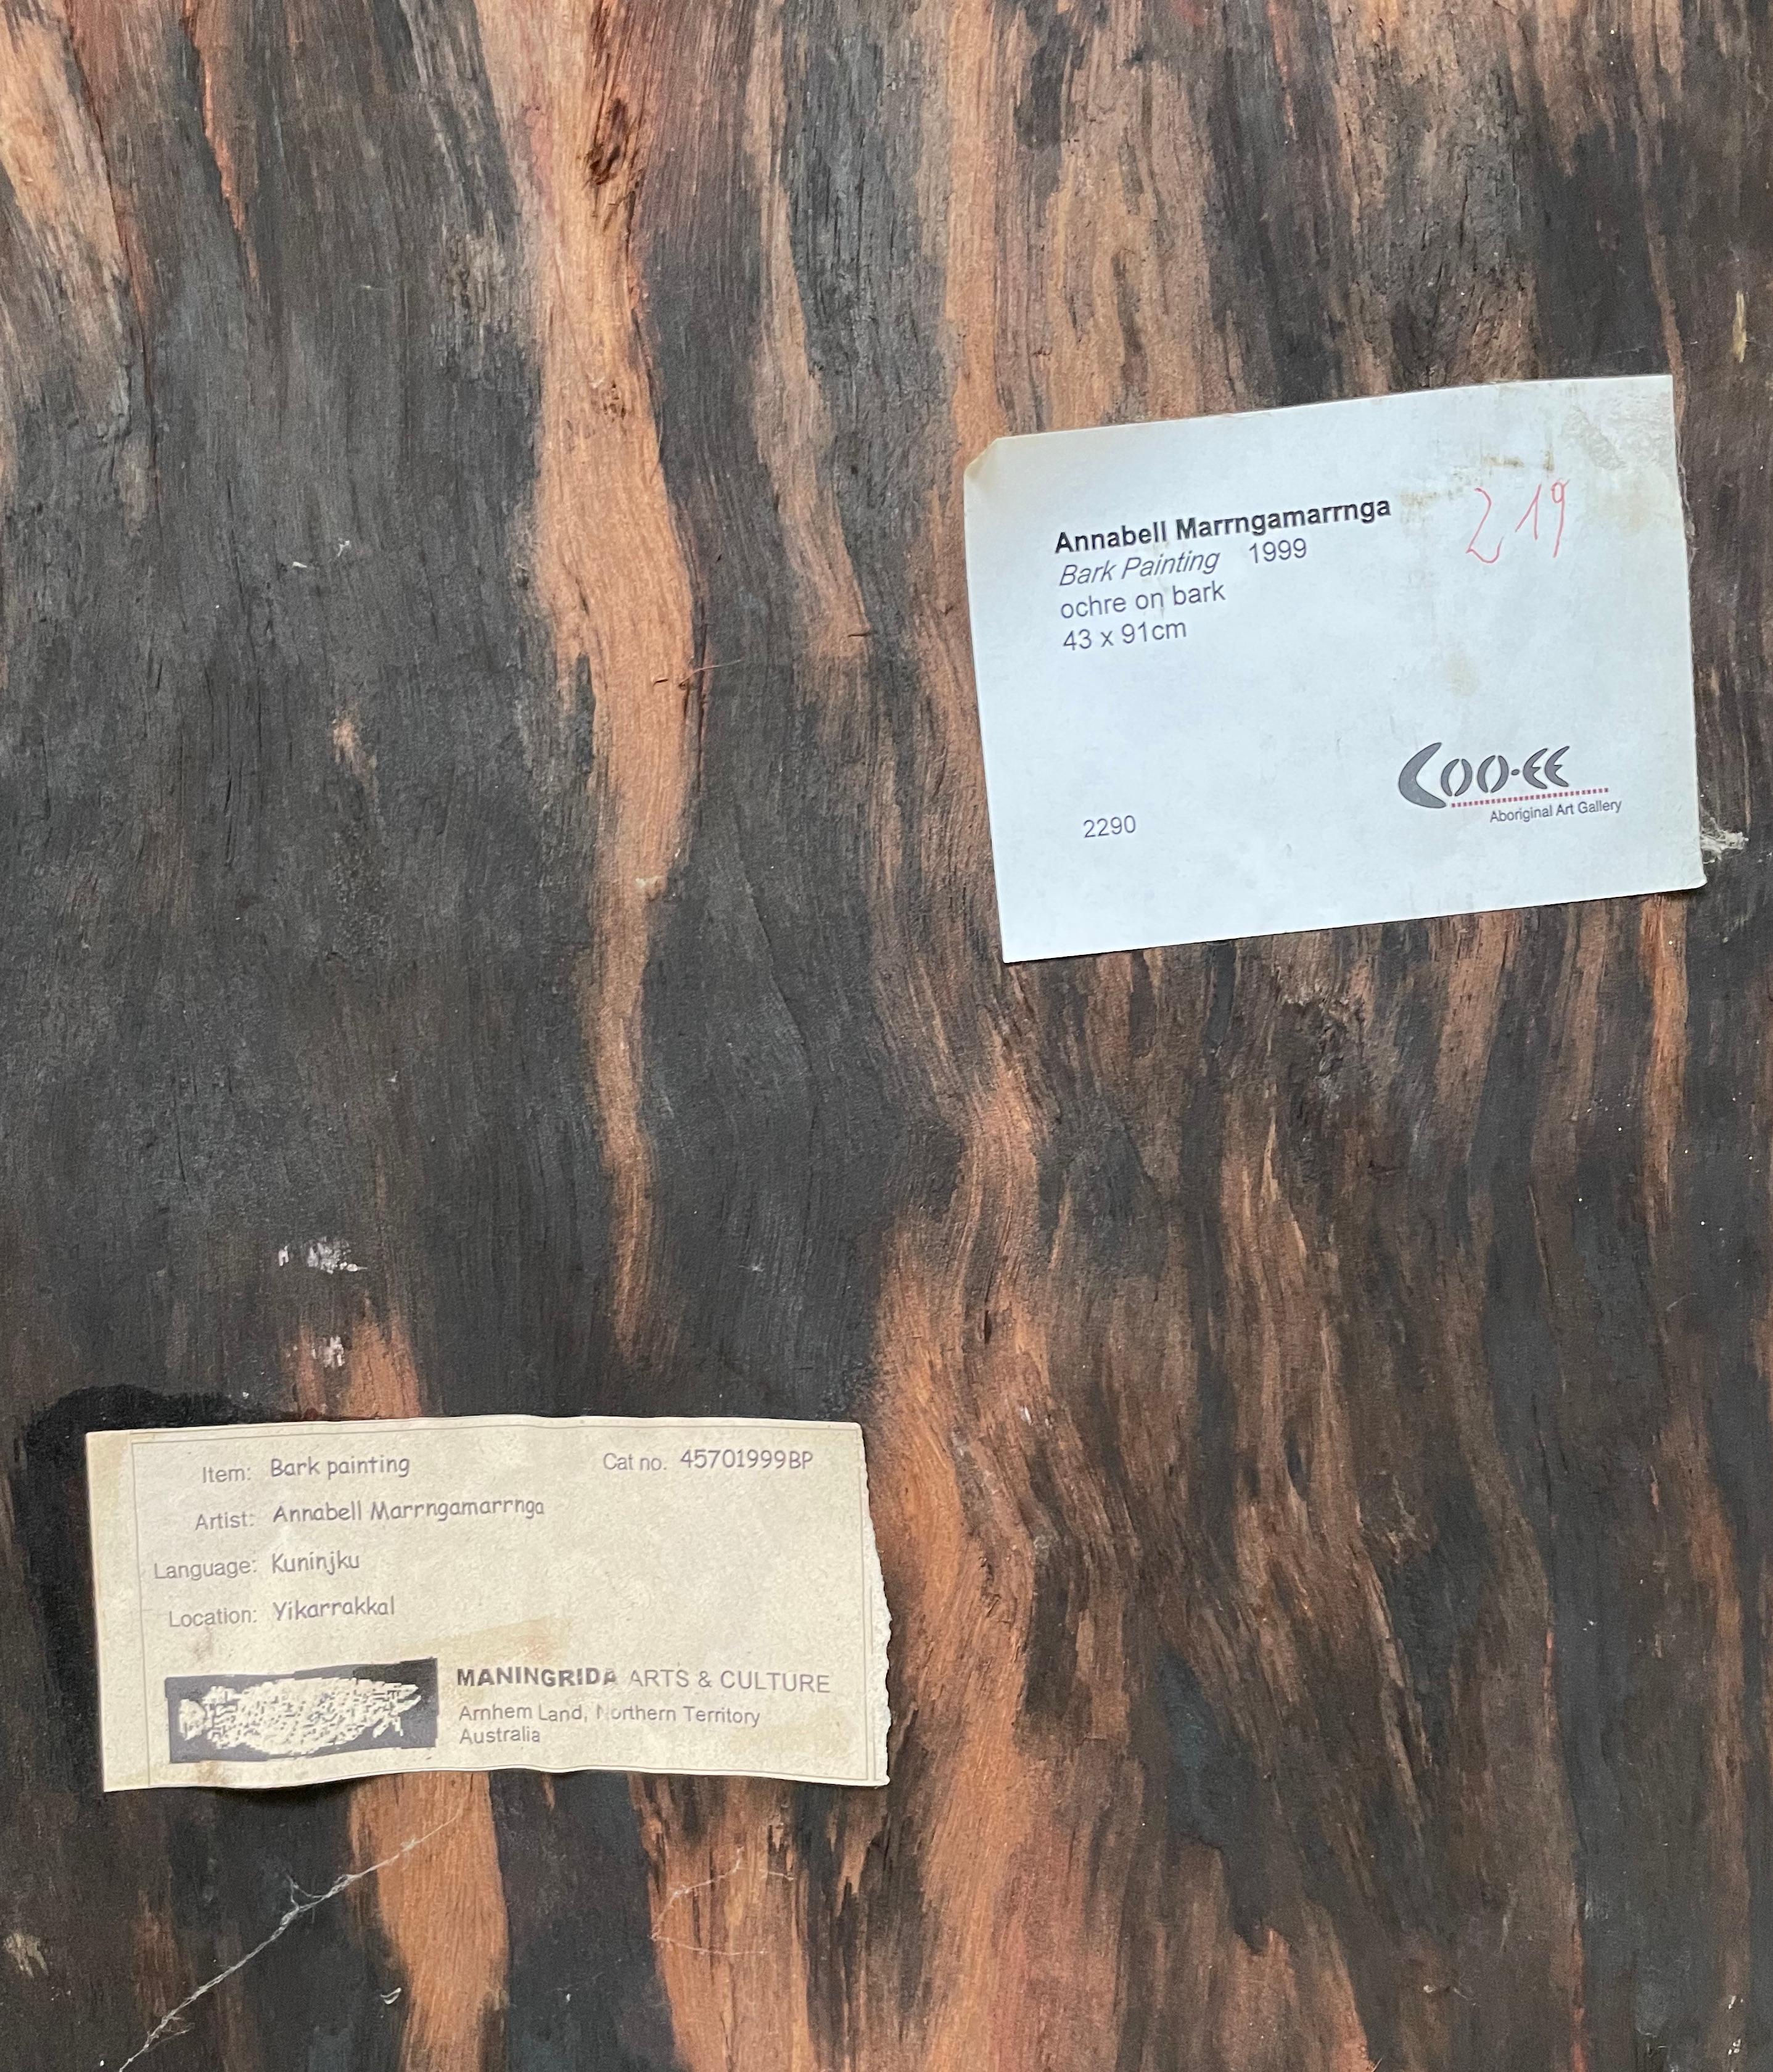 Annabell Marrngamarrnga
Bark Painting 1999
ochre on bark
43 x 91cm
219
2290
COO-EE
Aboriginal Art Gallery
Item: Bark painting Cat no. 45701999BP
Artist: Annabell Marrngamarrnga
Language: Kuninjku
Location: Yikarrakkal
MANINGRIDA ARTS & CULTURE
Arnhem Land, Northern Territory
Australia